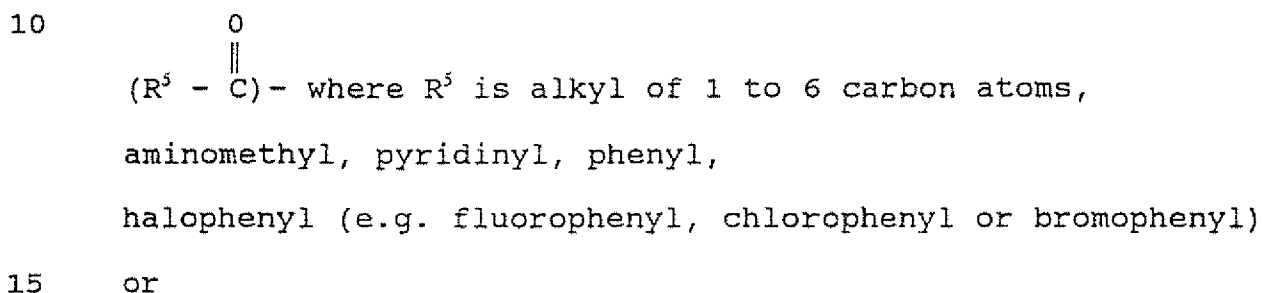 10 O
‖
(R⁵ - C)- where R⁵ is alkyl of 1 to 6 carbon atoms,
aminomethyl, pyridinyl, phenyl,
halophenyl (e.g. fluorophenyl, chlorophenyl or bromophenyl)
15 or